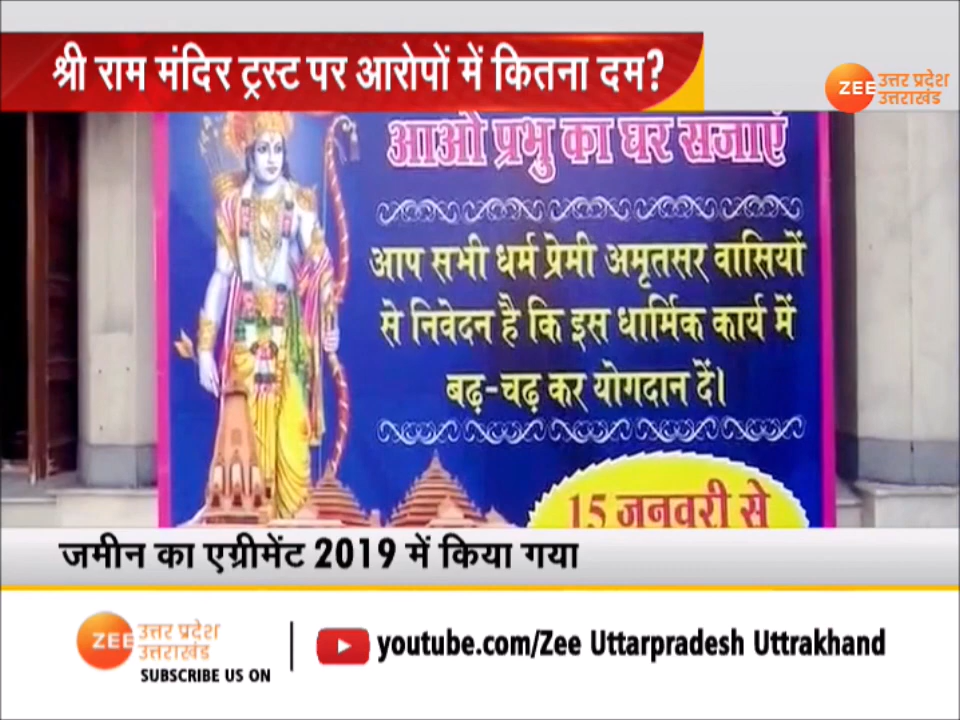 श्री राम मंदिर ट्रस्ट पर आरोपों में कितना दम?
ZEE उत्तर प्रदेश
उत्तराखंड
आओ प्रभु का घर सजाएं
आप सभी धर्म प्रेमी अमृतसर वासियों
से निवेदन है कि इस धार्मिक कार्य में
बढ़-चढ़ कर योगदान दें।
15 जनवरी से
जमीन का एग्रीमेंट 2019 में किया गया
ZEE उत्तर प्रदेश
उत्तराखंड
SUBSCRIBE US ON
youtube.com/Zee Uttarpradesh Uttrakhand